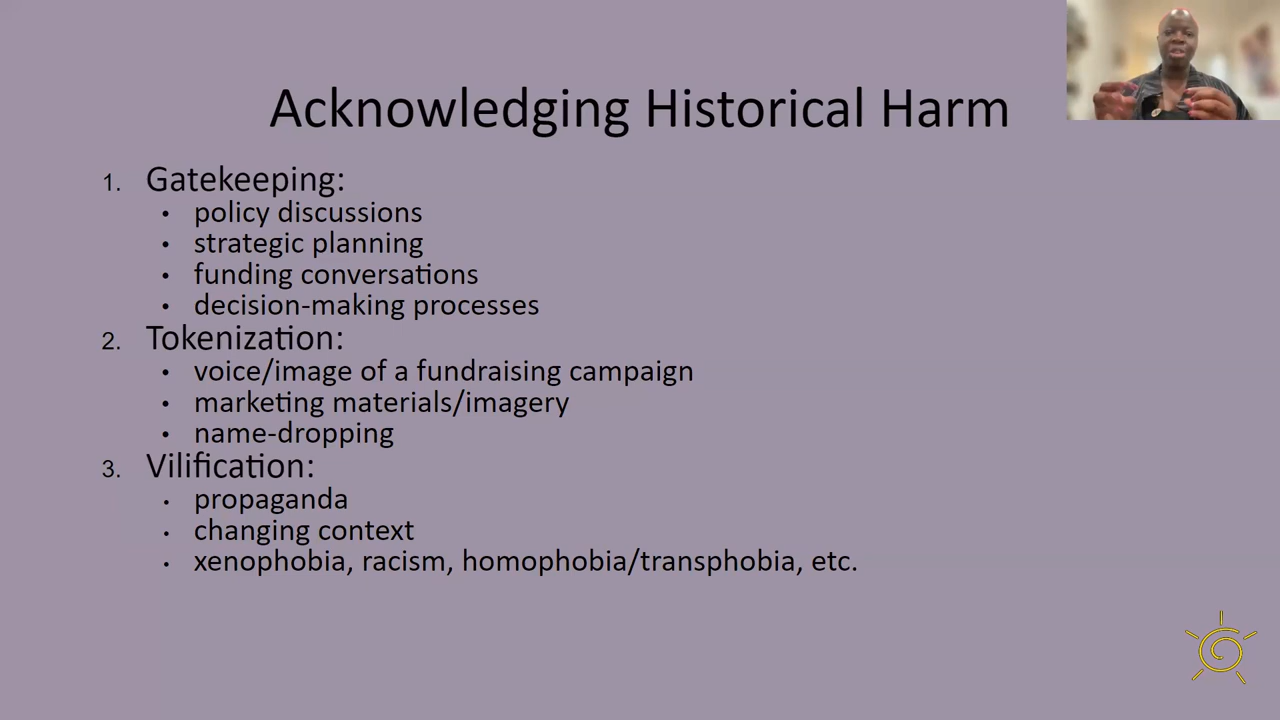 Acknowledging Historical Harm
1. Gatekeeping:
• policy discussions
• strategic planning
• funding conversations
• decision-making processes
2. Tokenization:
• voice/image of a fundraising campaign
• marketing materials/imagery
• name-dropping
3. Vilification:
• propaganda
• changing context
• xenophobia, racism, homophobia/transphobia, etc.